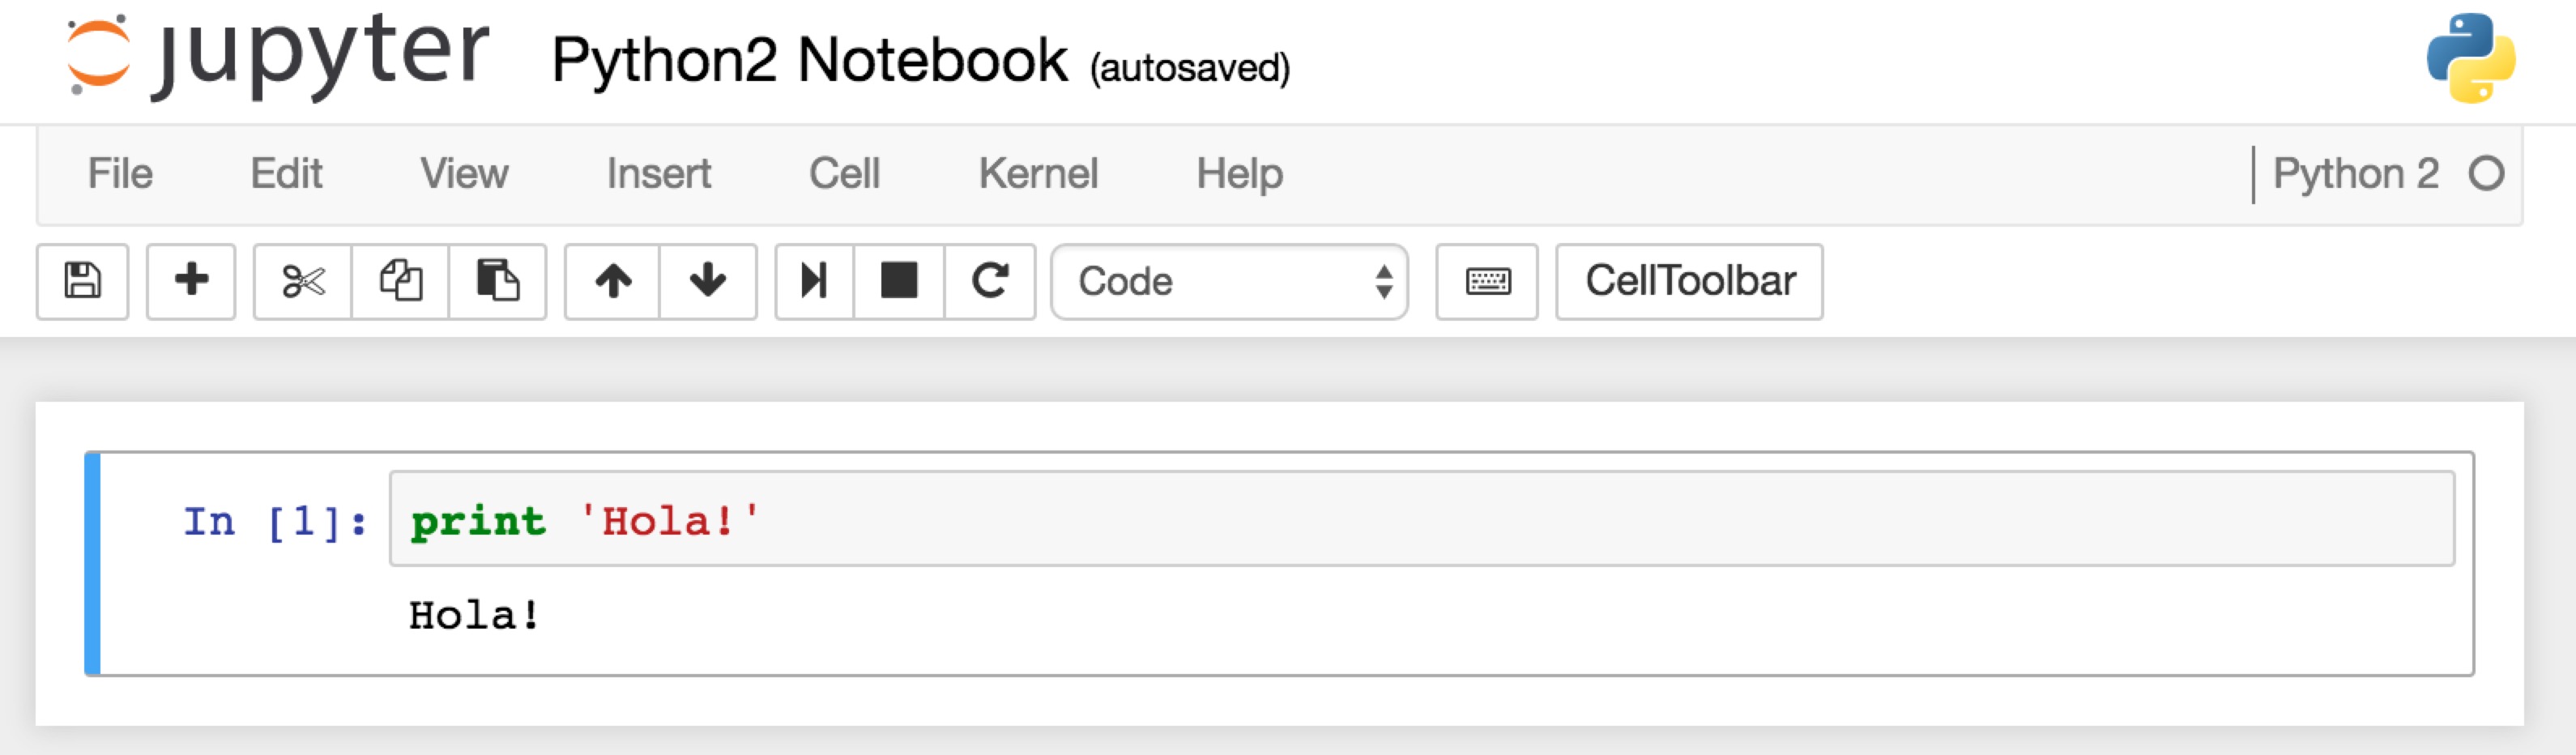 jupyter Python2 Notebook (autosaved)
File Edit View Insert Cell Kernel Help Python 2
Code CellToolbar
In [1]: print 'Hola!'
Hola!